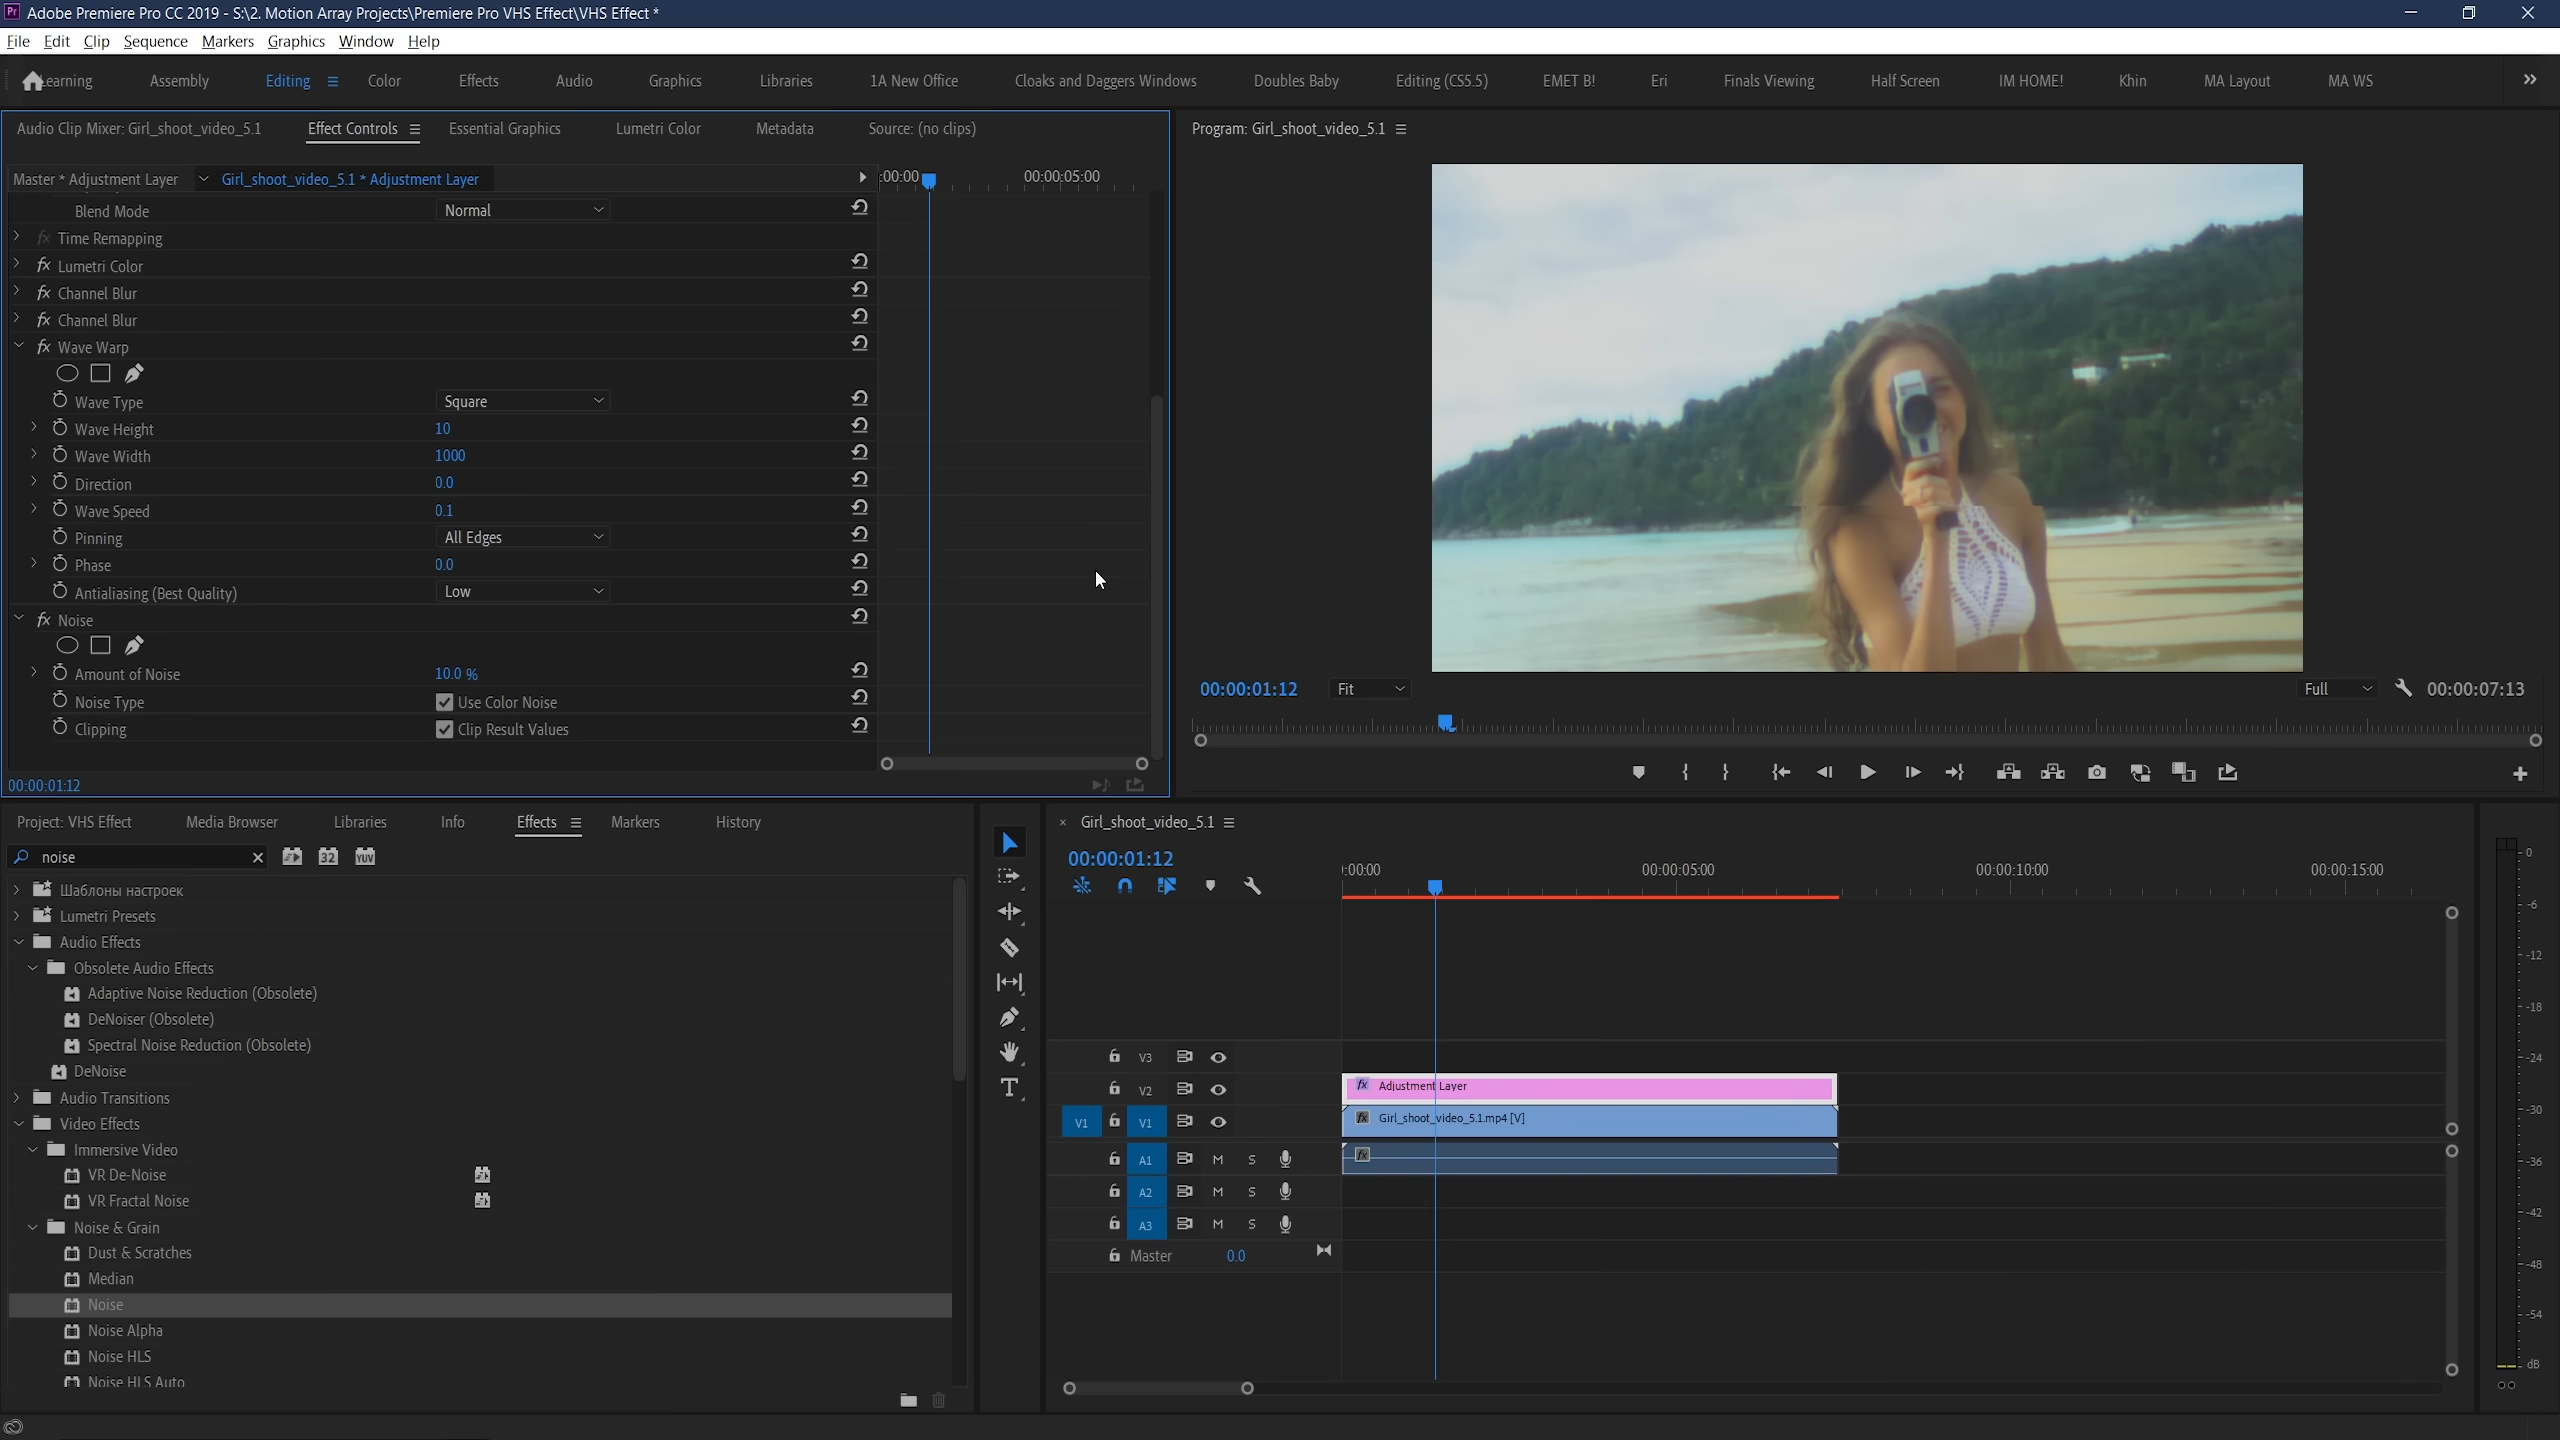 Adobe Premiere Pro CC 2019 - S:\2. Motion Array Projects\Premiere Pro VHS Effect\VHS Effect *
File Edit Clip Sequence Markers Graphics Window Help
Learning Assembly Editing Color Effects Audio Graphics Libraries 1A New Office Cloaks and Daggers Windows Doubles Baby Editing (CS5.5) EMET B! Eri Finals Viewing Half Screen IM HOME! Khin MA Layout MA WS
Audio Clip Mixer: Girl_shoot_video_5.1 Effect Controls Essential Graphics Lumetri Color Metadata Source: (no clips)
Master * Adjustment Layer Girl_shoot_video_5.1 * Adjustment Layer
:00:00 00:00:05:00
Blend Mode Normal
fx Time Remapping
fx Lumetri Color
fx Channel Blur
fx Channel Blur
fx Wave Warp
Wave Type Square
Wave Height 10
Wave Width 1000
Direction 0.0
Wave Speed 0.1
Pinning All Edges
Phase 0.0
Antialiasing (Best Quality) Low
fx Noise
Amount of Noise 10.0 %
Noise Type Use Color Noise
Clipping Clip Result Values
00:00:01:12
Program: Girl_shoot_video_5.1
00:00:01:12 Fit Full 00:00:07:13
Project: VHS Effect Media Browser Libraries Info Effects Markers History
noise 32 YUV
Шаблоны настроек
Lumetri Presets
Audio Effects
Obsolete Audio Effects
Adaptive Noise Reduction (Obsolete)
DeNoiser (Obsolete)
Spectral Noise Reduction (Obsolete)
DeNoise
Audio Transitions
Video Effects
Immersive Video
VR De-Noise
VR Fractal Noise
Noise & Grain
Dust & Scratches
Median
Noise
Noise Alpha
Noise HLS
Noise HLS Auto
T
× Girl_shoot_video_5.1
00:00:01:12
:00:00 00:00:05:00 00:00:10:00 00:00:15:00
V3
V2 fx Adjustment Layer
V1 V1 fx Girl_shoot_video_5.1.mp4 [V]
A1 M S fx
A2 M S
A3 M S
Master 0.0
0
-6
-12
-18
-24
-30
-36
-42
-48
-54
dB